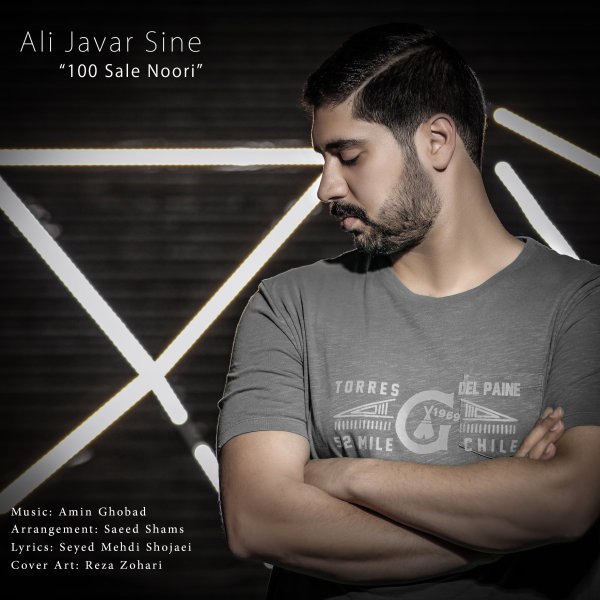 Ali Javar Sine
“100 Sale Noori”
TORRES DEL PAINE
G 1969
52 MILE CHILE
Music: Amin Ghobad
Arrangement: Saeed Shams
Lyrics: Seyed Mehdi Shojaei
Cover Art: Reza Zohari